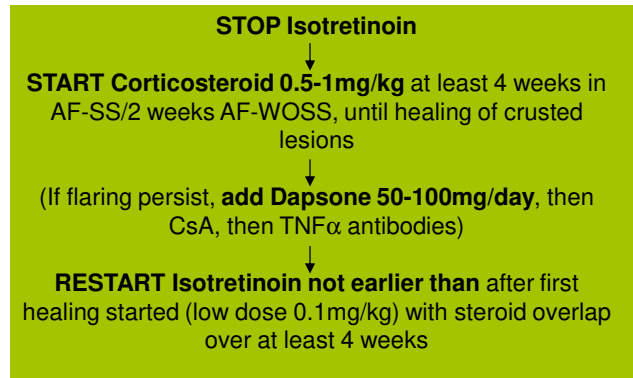 STOP Isotretinoin
START Corticosteroid 0.5-1mg/kg at least 4 weeks in
AF-SS/2 weeks AF-WOSS, until healing of crusted
lesions
(If flaring persist, add Dapsone 50-100mg/day, then
CsA, then TNFα antibodies)
RESTART Isotretinoin not earlier than after first
healing started (low dose 0.1mg/kg) with steroid overlap
over at least 4 weeks